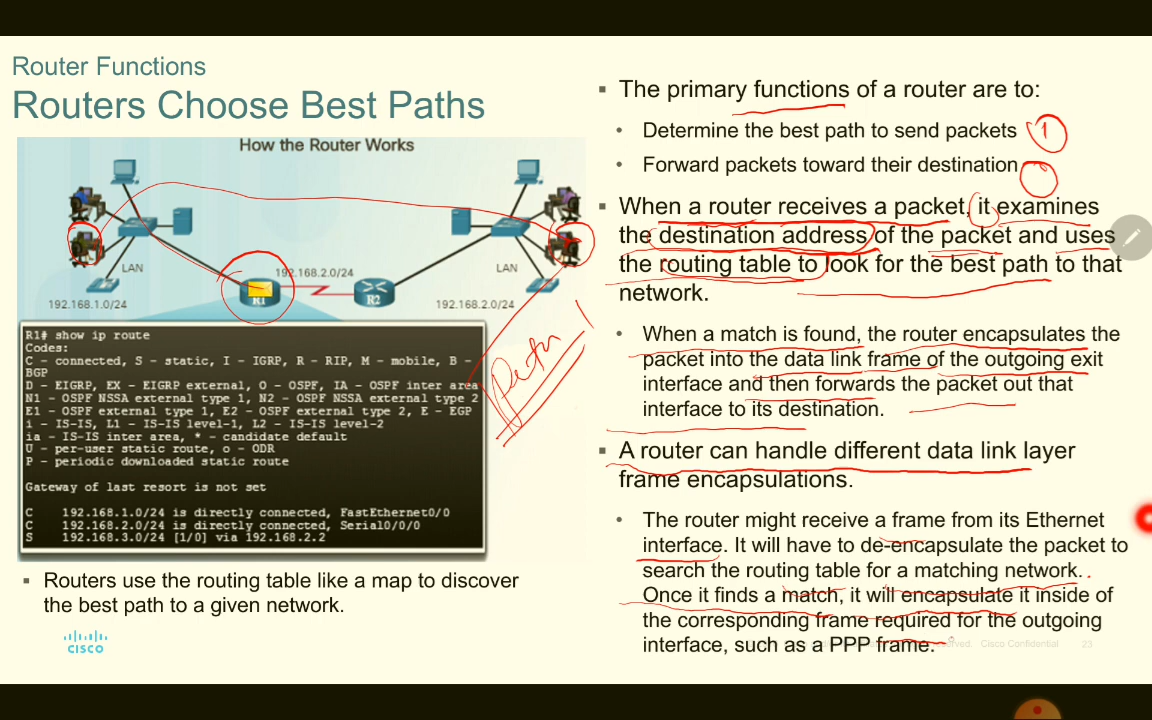 Router Functions
Routers Choose Best Paths
How the Router Works
LAN
192.168.1.0/24
R1
192.168.2.0/24
R2
LAN
192.168.2.0/24
R1# show ip route
Codes:
C - connected, S - static, I - IGRP, R - RIP, M - mobile, B -
BGP
D - EIGRP, EX - EIGRP external, O - OSPF, IA - OSPF inter area
N1 - OSPF NSSA external type 1, N2 - OSPF NSSA external type 2
E1 - OSPF external type 1, E2 - OSPF external type 2, E - EGP
i - IS-IS, L1 - IS-IS level-1, L2 - IS-IS level-2
ia - IS-IS inter area, * - candidate default
U - per-user static route, o - ODR
P - periodic downloaded static route
Gateway of last resort is not set
C 192.168.1.0/24 is directly connected, FastEthernet0/0
C 192.168.2.0/24 is directly connected, Serial0/0/0
S 192.168.3.0/24 [1/0] via 192.168.2.2
▪ Routers use the routing table like a map to discover
the best path to a given network.
CISCO
▪ The primary functions of a router are to:
• Determine the best path to send packets 1
• Forward packets toward their destination
▪ When a router receives a packet, it examines
the destination address of the packet and uses
the routing table to look for the best path to that
network.
• When a match is found, the router encapsulates the
packet into the data link frame of the outgoing exit
interface and then forwards the packet out that
interface to its destination.
▪ A router can handle different data link layer
frame encapsulations.
• The router might receive a frame from its Ethernet
interface. It will have to de-encapsulate the packet to
search the routing table for a matching network.
Once it finds a match, it will encapsulate it inside of
the corresponding frame required for the outgoing
interface, such as a PPP frame.
Cisco Confidential 23